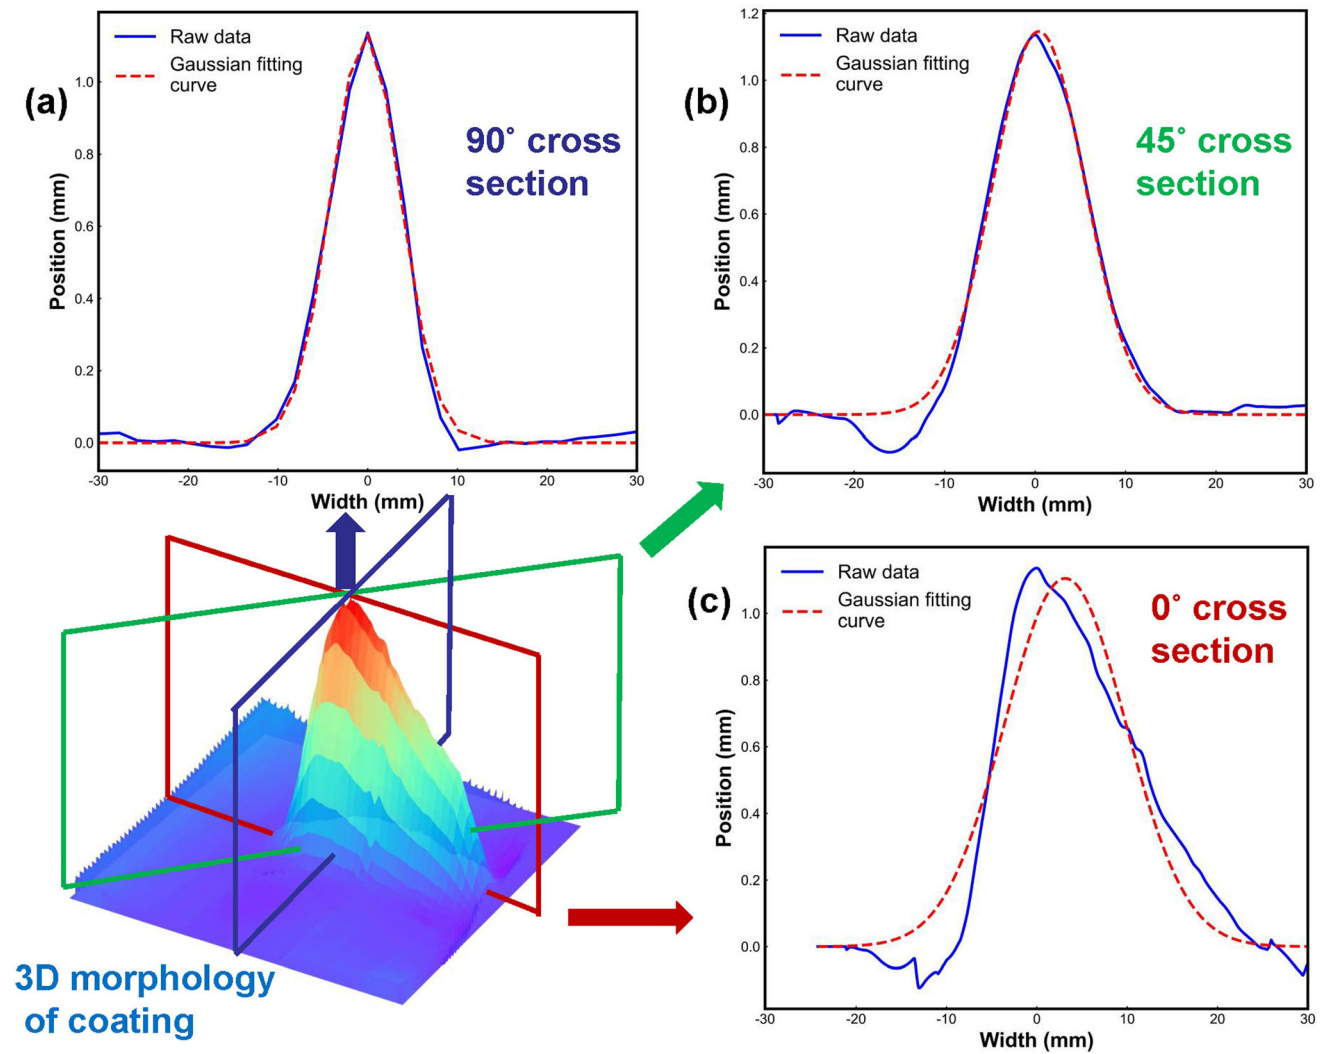 (a)
Raw data
Gaussian fitting
curve
90° cross
section
Position (mm)
1.0
0.8
0.6
0.4
0.2
0.0
-30
-20
-10
0
10
20
30
Width (mm)
(b)
Raw data
Gaussian fitting
curve
45° cross
section
Position (mm)
1.2
1.0
0.8
0.6
0.4
0.2
0.0
-30
-20
-10
0
10
20
30
Width (mm)
3D morphology
of coating
(c)
Raw data
Gaussian fitting
curve
0° cross
section
Position (mm)
1.0
0.8
0.6
0.4
0.2
0.0
-30
-20
-10
0
10
20
30
Width (mm)